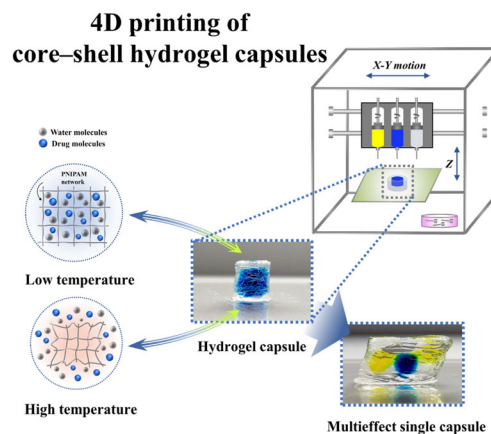 4D printing of
core–shell hydrogel capsules
X-Y motion
Z
Water molecules
Drug molecules
PNIPAM
network
Low temperature
Hydrogel capsule
High temperature
Multieffect single capsule